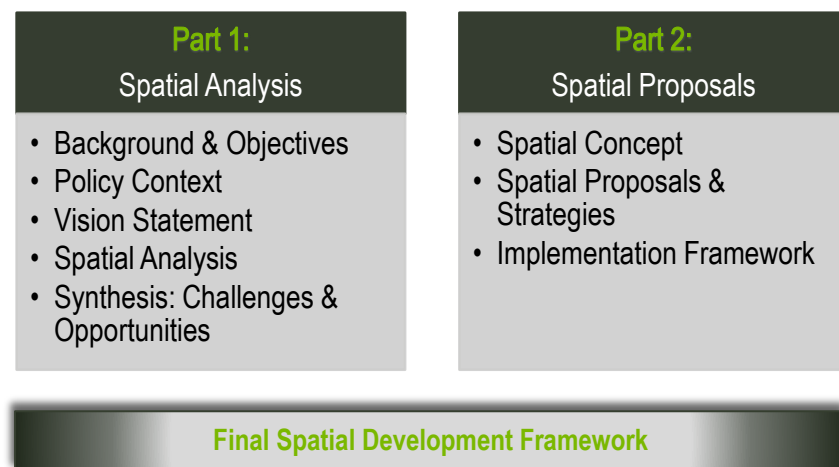 Part 1:
Spatial Analysis
• Background & Objectives
• Policy Context
• Vision Statement
• Spatial Analysis
• Synthesis: Challenges &
Opportunities
Part 2:
Spatial Proposals
• Spatial Concept
• Spatial Proposals &
Strategies
• Implementation Framework
Final Spatial Development Framework